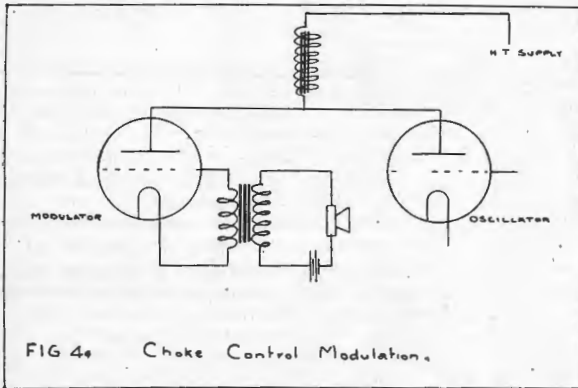 H T SUPPLY
MODULATOR
OSCILLATOR
FIG 4. Choke Control Modulation.